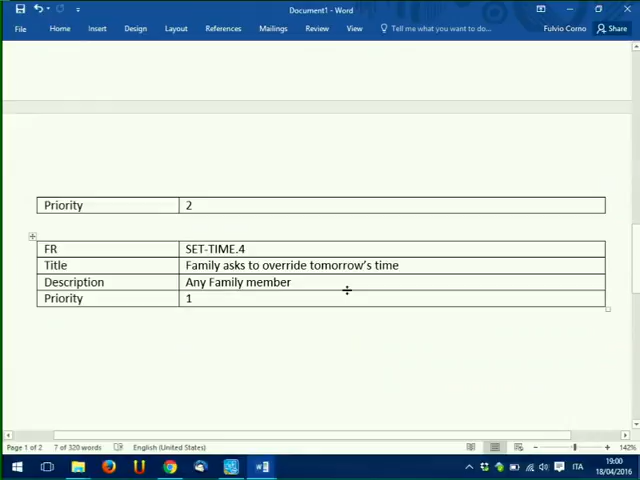 Document1 - Word
File Home Insert Design Layout References Mailings Review View Tell me what you want to do... Fulvio Corno Share
Priority 2
FR SET-TIME.4
Title Family asks to override tomorrow's time
Description Any Family member
Priority 1
Page 1 of 2 7 of 320 words English (United States) 142%
ITA 19:00
18/04/2016